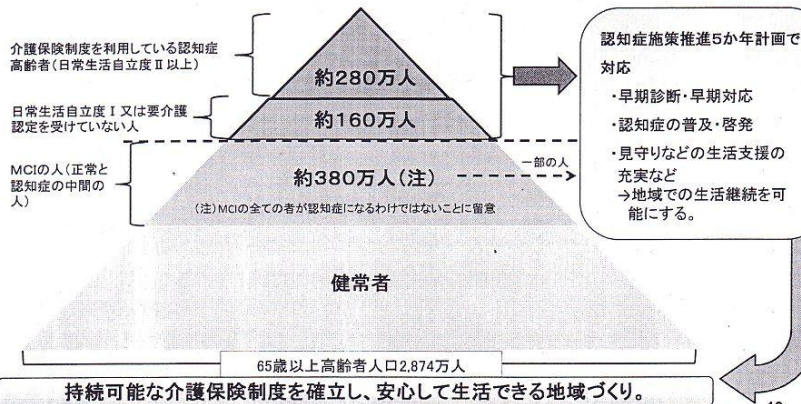 介護保険制度を利用している認知症
高齢者(日常生活自立度Ⅱ以上)
約280万人
日常生活自立度Ⅰ又は要介護
認定を受けていない人
約160万人
MCIの人(正常と
認知症の中間の
人)
約380万人(注)
(注)MCIの全ての者が認知症になるわけではないことに留意
一部の人
健常者
65歳以上高齢者人口2,874万人
認知症施策推進5か年計画で
対応
・早期診断・早期対応
・認知症の普及・啓発
・見守りなどの生活支援の
充実など
→地域での生活継続を可
能にする。
持続可能な介護保険制度を確立し、安心して生活できる地域づくり。